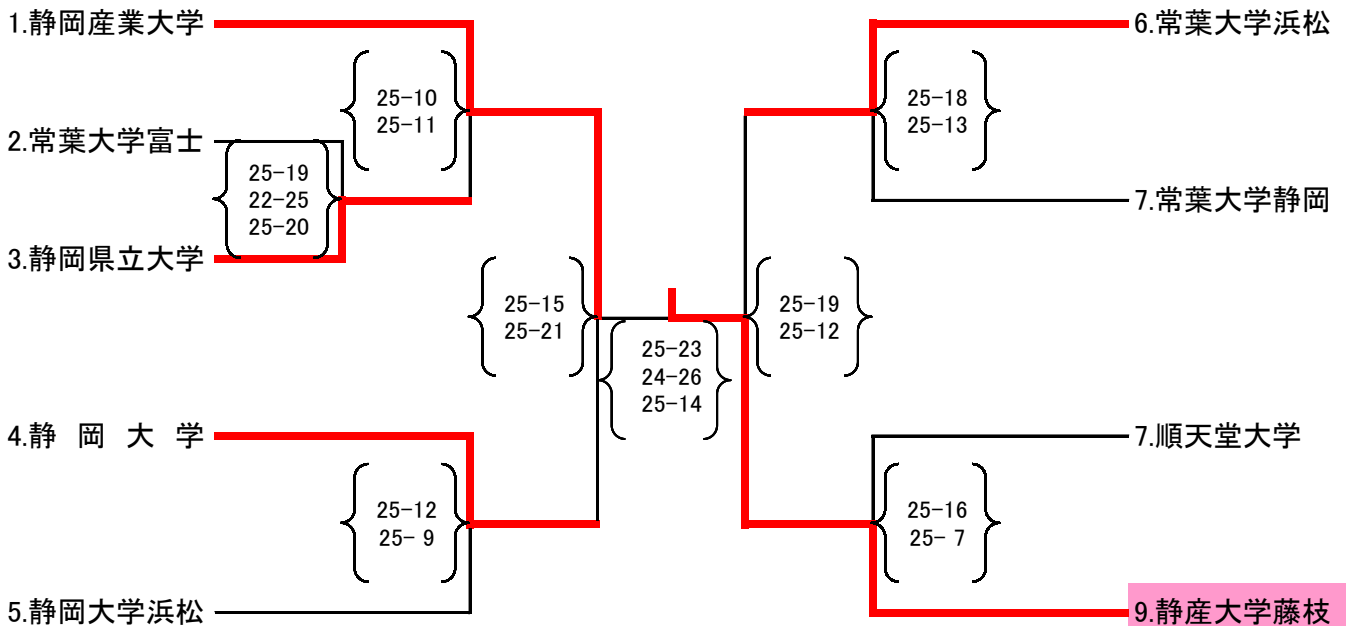 1.静岡産業大学
25-10
25-11
2.常葉大学富士
25-19
22-25
25-20
3.静岡県立大学
25-15
25-21
4.静 岡 大 学
25-12
25- 9
5.静岡大学浜松
25-23
24-26
25-14
6.常葉大学浜松
25-18
25-13
7.常葉大学静岡
25-19
25-12
7.順天堂大学
25-16
25- 7
9.静産大学藤枝